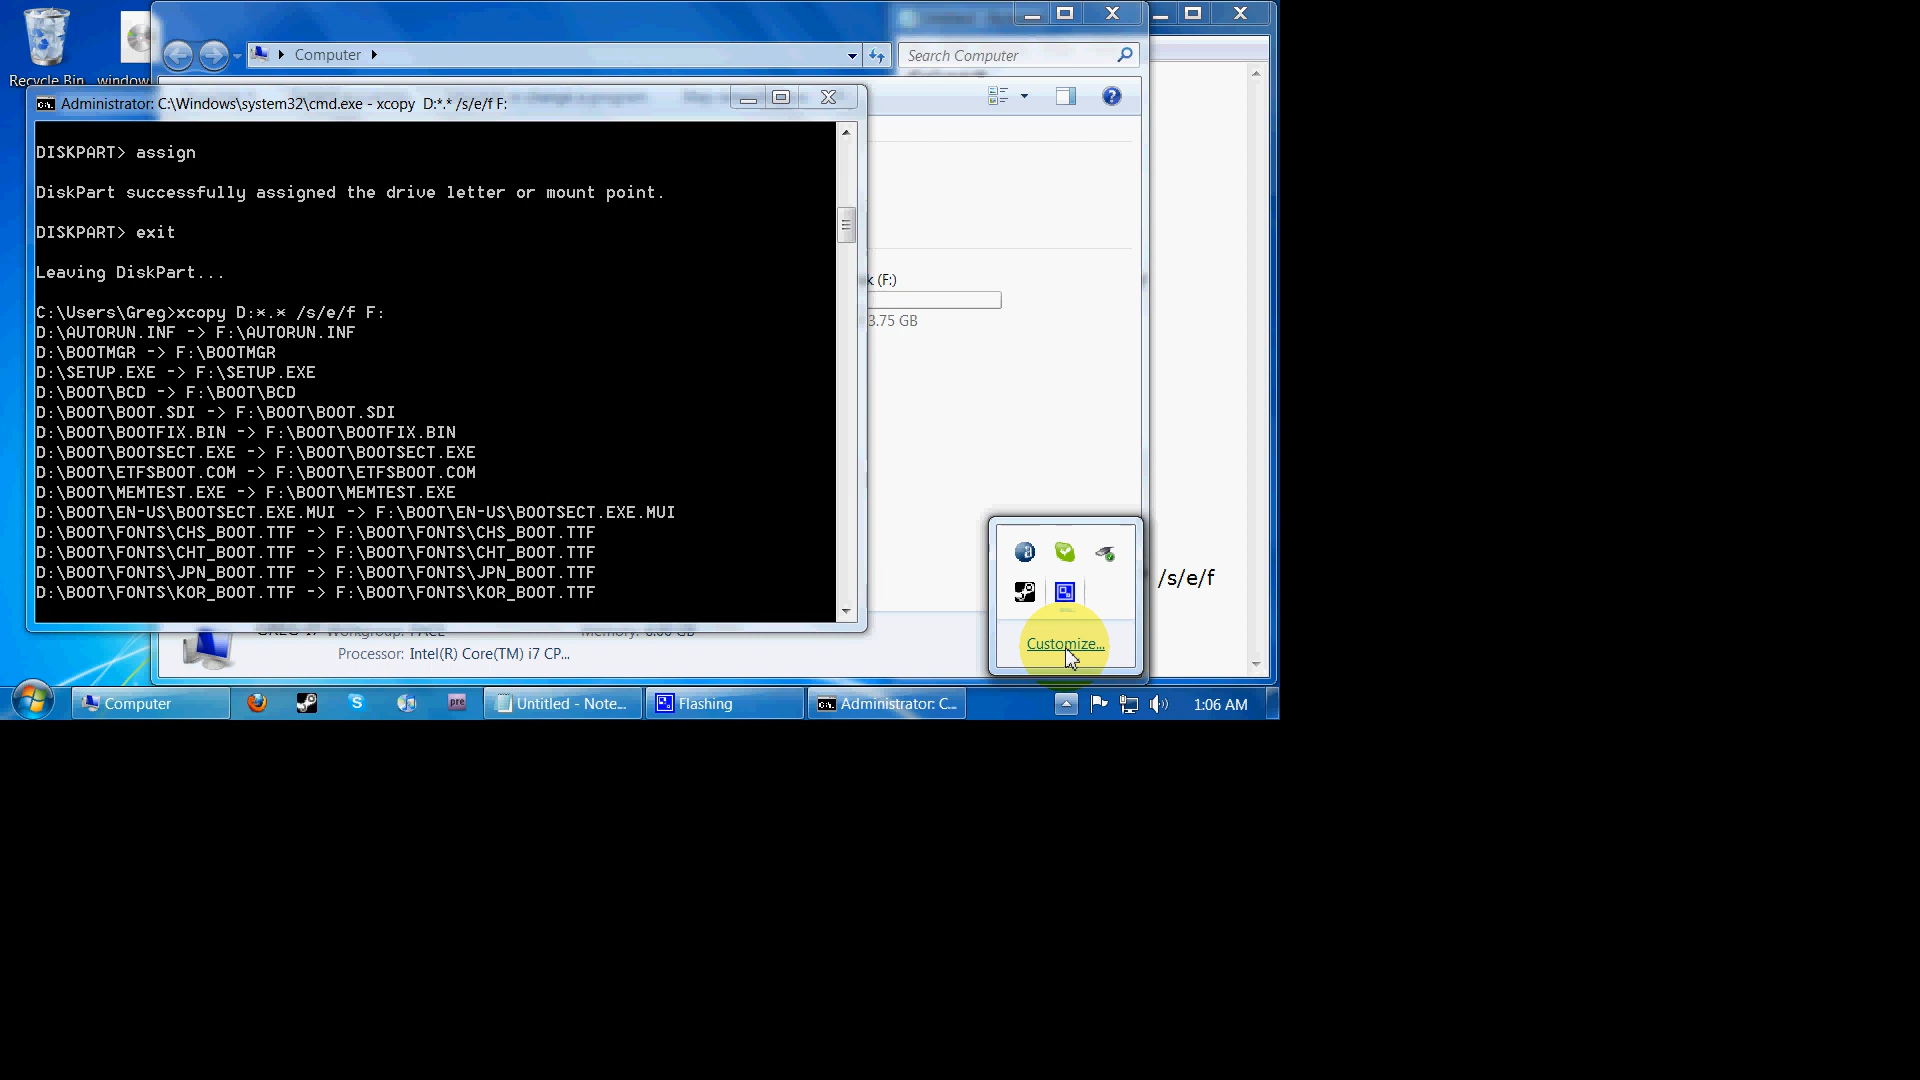 Recycle Bin
window
Computer
Search Computer
Administrator: C:\Windows\system32\cmd.exe - xcopy  D:*.* /s/e/f F:
DISKPART> assign
DiskPart successfully assigned the drive letter or mount point.
DISKPART> exit
Leaving DiskPart...
C:\Users\Greg>xcopy D:*.* /s/e/f F:
D:\AUTORUN.INF -> F:\AUTORUN.INF
D:\BOOTMGR -> F:\BOOTMGR
D:\SETUP.EXE -> F:\SETUP.EXE
D:\BOOT\BCD -> F:\BOOT\BCD
D:\BOOT\BOOT.SDI -> F:\BOOT\BOOT.SDI
D:\BOOT\BOOTFIX.BIN -> F:\BOOT\BOOTFIX.BIN
D:\BOOT\BOOTSECT.EXE -> F:\BOOT\BOOTSECT.EXE
D:\BOOT\ETFSBOOT.COM -> F:\BOOT\ETFSBOOT.COM
D:\BOOT\MEMTEST.EXE -> F:\BOOT\MEMTEST.EXE
D:\BOOT\EN-US\BOOTSECT.EXE.MUI -> F:\BOOT\EN-US\BOOTSECT.EXE.MUI
D:\BOOT\FONTS\CHS_BOOT.TTF -> F:\BOOT\FONTS\CHS_BOOT.TTF
D:\BOOT\FONTS\CHT_BOOT.TTF -> F:\BOOT\FONTS\CHT_BOOT.TTF
D:\BOOT\FONTS\JPN_BOOT.TTF -> F:\BOOT\FONTS\JPN_BOOT.TTF
D:\BOOT\FONTS\KOR_BOOT.TTF -> F:\BOOT\FONTS\KOR_BOOT.TTF
k (F:)
3.75 GB
/s/e/f
Customize...
Processor: Intel(R) Core(TM) i7 CP...
Computer
pre
Untitled - Note...
Flashing
Administrator: C...
1:06 AM